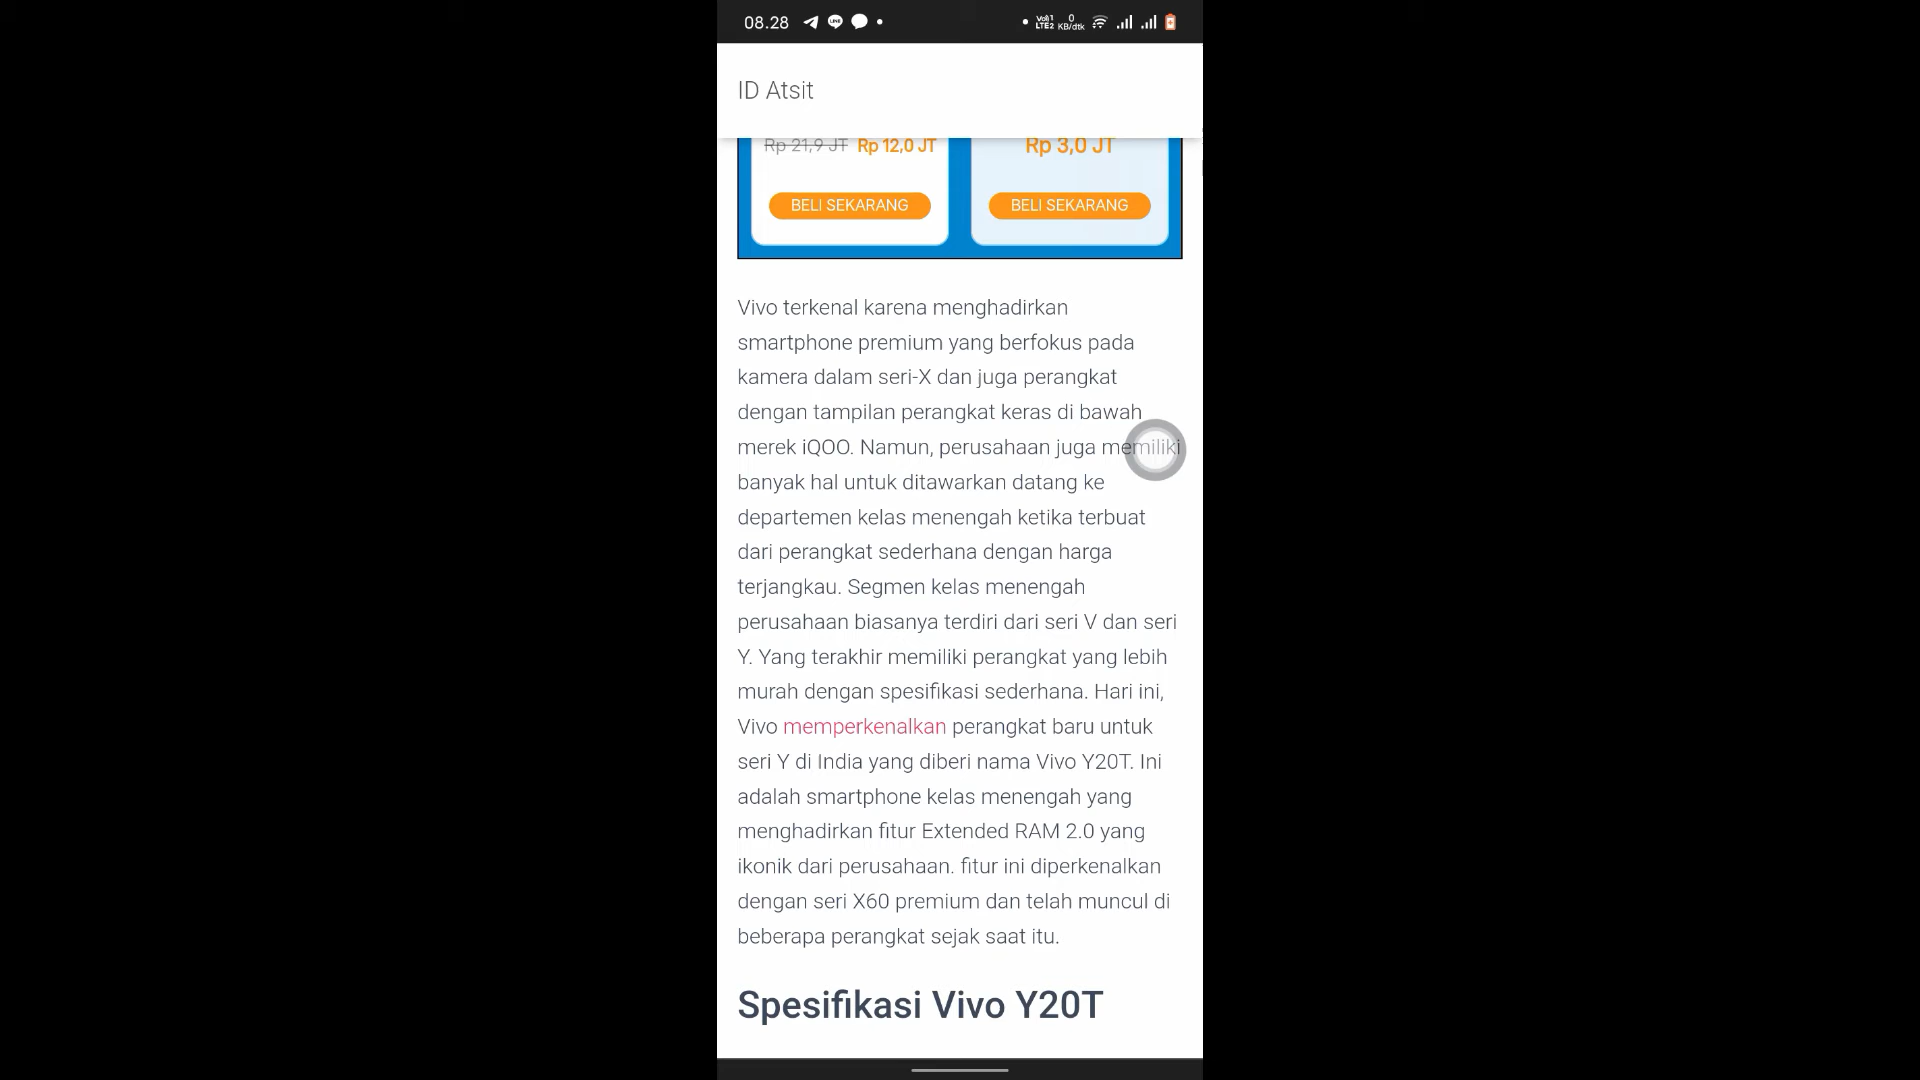 08.28
Vo))1 0
LTE2 KB/dtk
ID Atsit
Rp 21,9 JT Rp 12,0 JT
Rp 3,0 JT
BELI SEKARANG
BELI SEKARANG
Vivo terkenal karena menghadirkan
smartphone premium yang berfokus pada
kamera dalam seri-X dan juga perangkat
dengan tampilan perangkat keras di bawah
merek iQOO. Namun, perusahaan juga memiliki
banyak hal untuk ditawarkan datang ke
departemen kelas menengah ketika terbuat
dari perangkat sederhana dengan harga
terjangkau. Segmen kelas menengah
perusahaan biasanya terdiri dari seri V dan seri
Y. Yang terakhir memiliki perangkat yang lebih
murah dengan spesifikasi sederhana. Hari ini,
Vivo memperkenalkan perangkat baru untuk
seri Y di India yang diberi nama Vivo Y20T. Ini
adalah smartphone kelas menengah yang
menghadirkan fitur Extended RAM 2.0 yang
ikonik dari perusahaan. fitur ini diperkenalkan
dengan seri X60 premium dan telah muncul di
beberapa perangkat sejak saat itu.
Spesifikasi Vivo Y20T